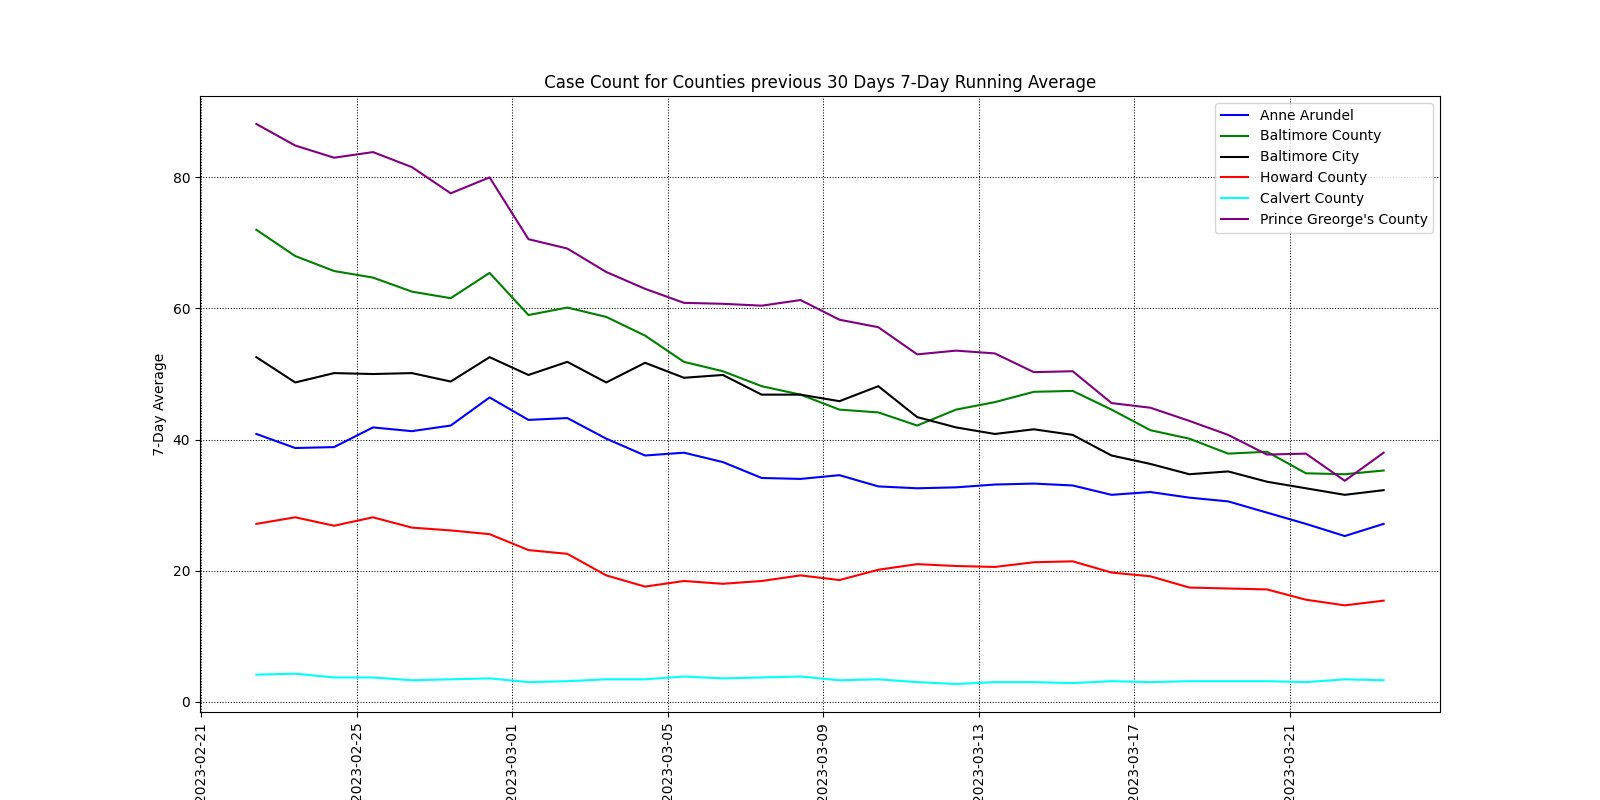 Case Count for Counties previous 30 Days 7-Day Running Average
Anne Arundel
Baltimore County
Baltimore City
Howard County
Calvert County
Prince Greorge's County
7-Day Average
80
60
40
20
0
2023-02-21
2023-02-25
2023-03-01
2023-03-05
2023-03-09
2023-03-13
2023-03-17
2023-03-21